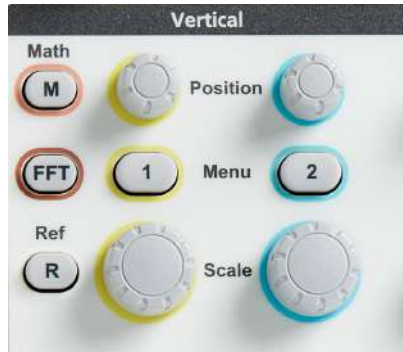 Vertical
Math
M
Position
FFT
1
Menu
2
Ref
R
Scale